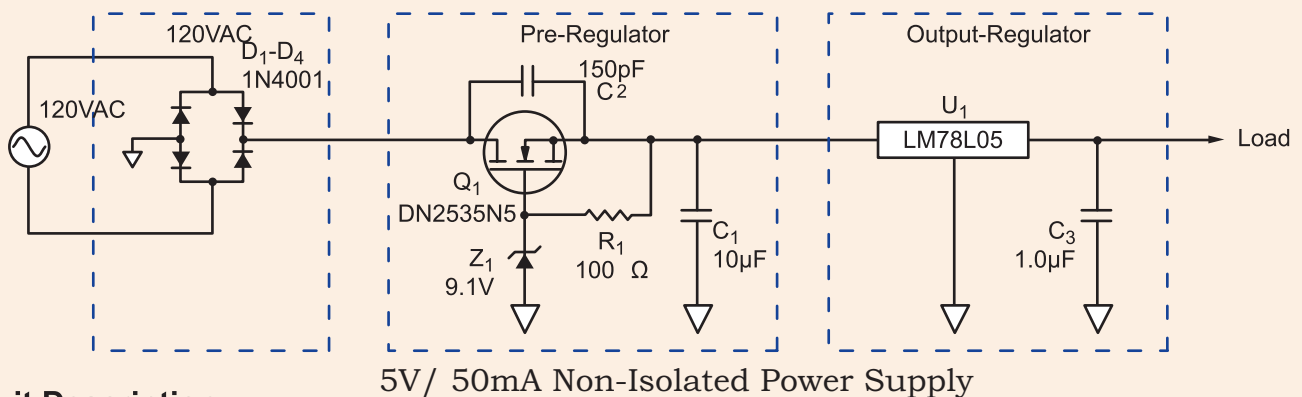 120VAC
D1-D4
1N4001
120VAC
Pre-Regulator
150pF
C2
Q1
DN2535N5
Z1
9.1V
R1
100 Ω
C1
10µF
Output-Regulator
U1
LM78L05
Load
C3
1.0µF
5V/ 50mA Non-Isolated Power Supply